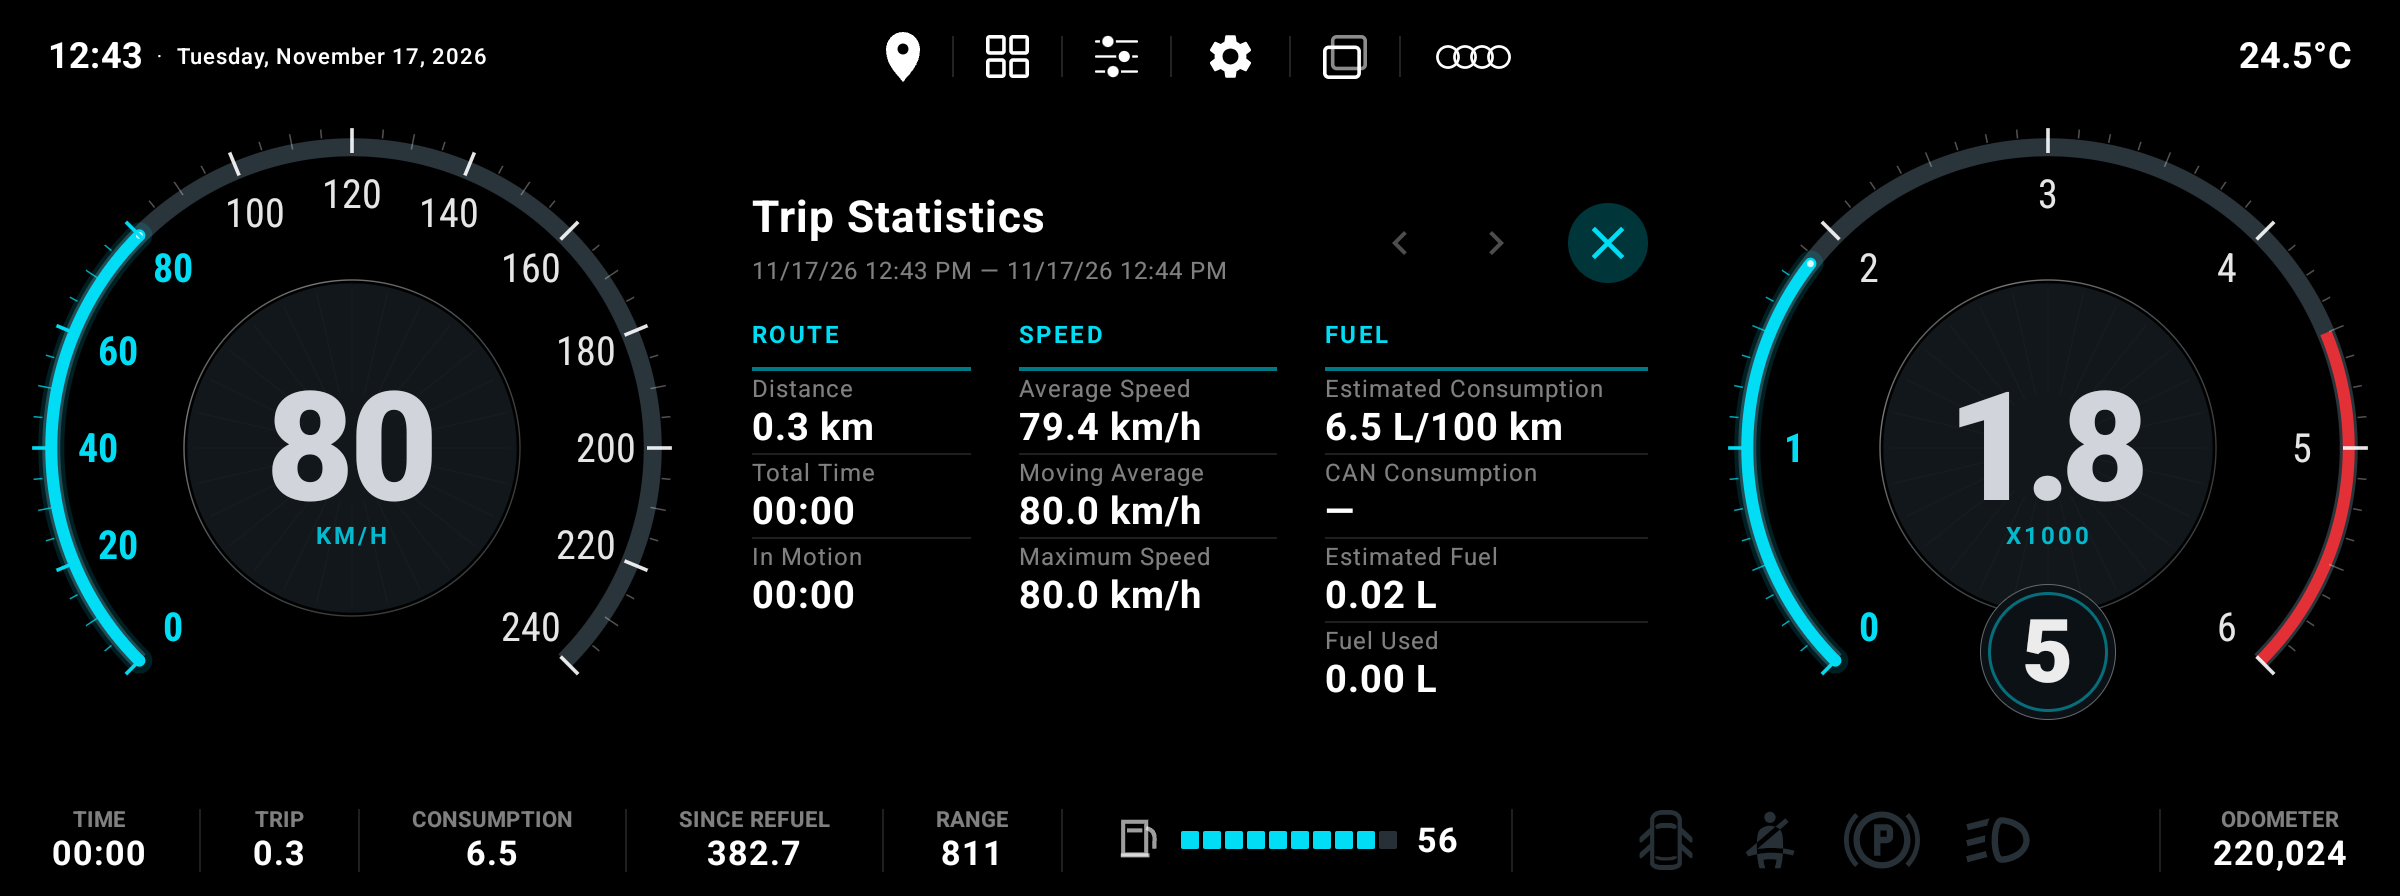 12:43 · Tuesday, November 17, 2026
24.5°C
0
20
40
60
80
100
120
140
160
180
200
220
240
80
KM/H
Trip Statistics
11/17/26 12:43 PM — 11/17/26 12:44 PM
ROUTE
Distance
0.3 km
Total Time
00:00
In Motion
00:00
SPEED
Average Speed
79.4 km/h
Moving Average
80.0 km/h
Maximum Speed
80.0 km/h
FUEL
Estimated Consumption
6.5 L/100 km
CAN Consumption
—
Estimated Fuel
0.02 L
Fuel Used
0.00 L
0
1
2
3
4
5
6
1.8
X1000
5
TIME
00:00
TRIP
0.3
CONSUMPTION
6.5
SINCE REFUEL
382.7
RANGE
811
56
P
ODOMETER
220,024